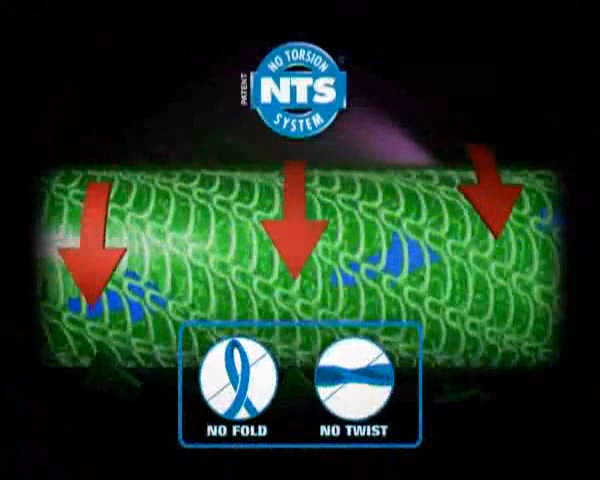 NO TORSION
PATENT
NTS
SYSTEM
NO FOLD
NO TWIST